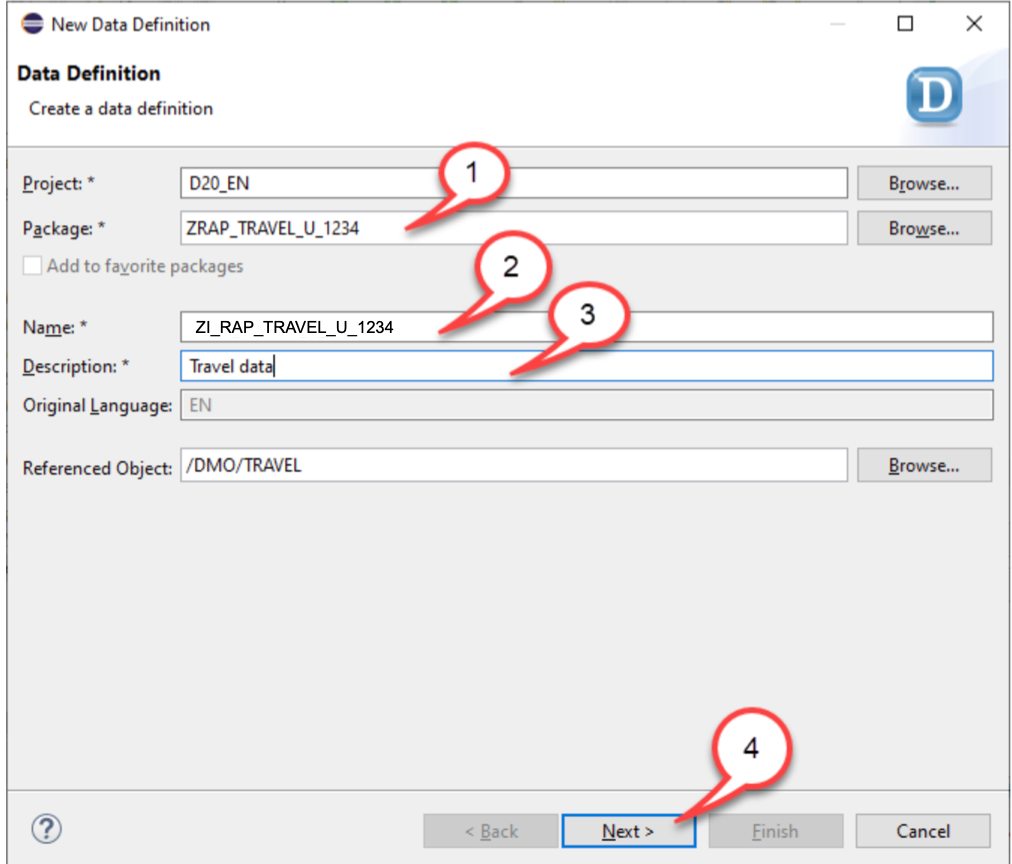 New Data Definition
Data Definition
Create a data definition
D
1
Project: * D20_EN Browse...
Package: * ZRAP_TRAVEL_U_1234 Browse...
Add to favorite packages
2
3
Name: * ZI_RAP_TRAVEL_U_1234
Description: * Travel data
Original Language: EN
Referenced Object: /DMO/TRAVEL Browse...
4
? < Back Next > Finish Cancel